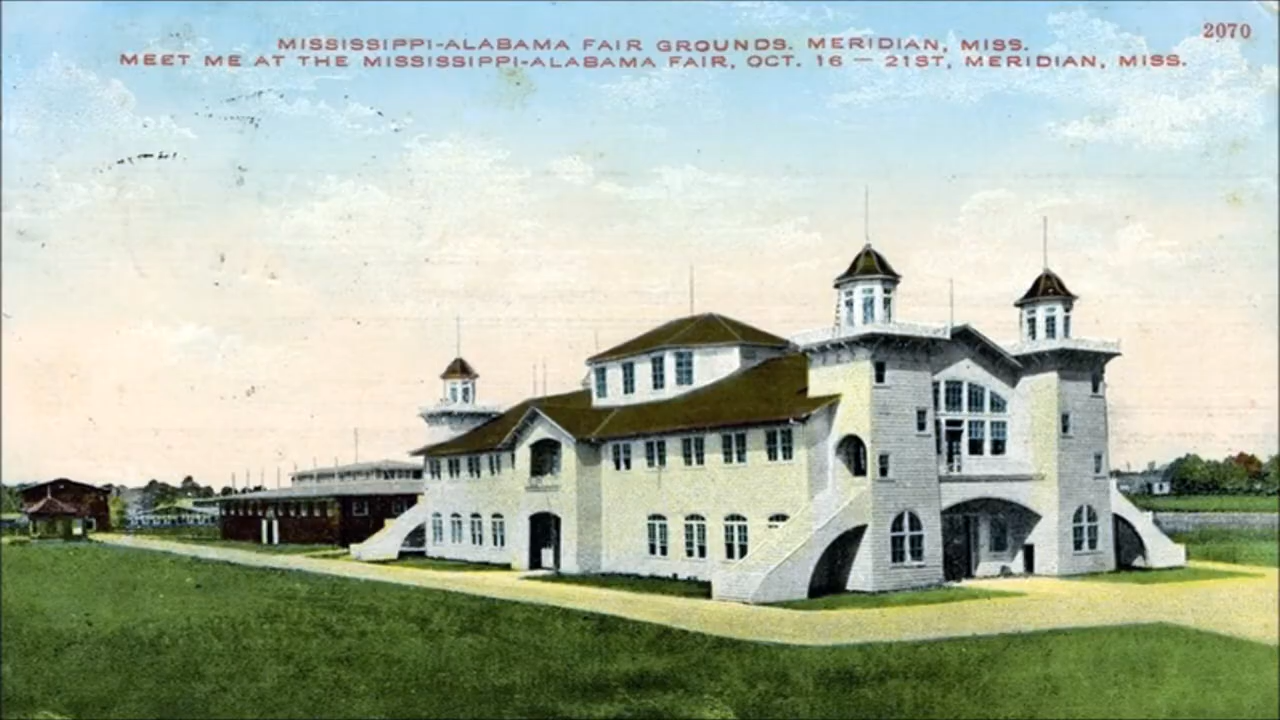 2070
MISSISSIPPI-ALABAMA FAIR GROUNDS. MERIDIAN, MISS.
MEET ME AT THE MISSISSIPPI-ALABAMA FAIR, OCT. 16 — 21ST, MERIDIAN, MISS.